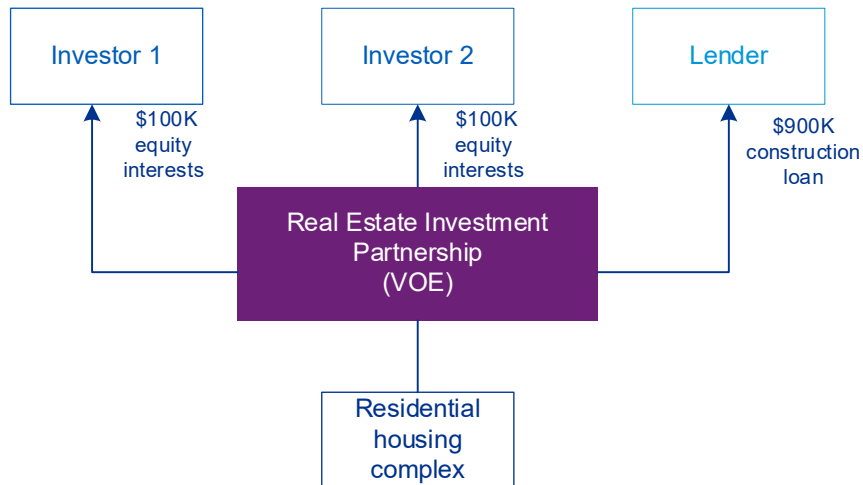 Investor 1
Investor 2
Lender
$100K
equity
interests
$100K
equity
interests
$900K
construction
loan
Real Estate Investment
Partnership
(VOE)
Residential
housing
complex